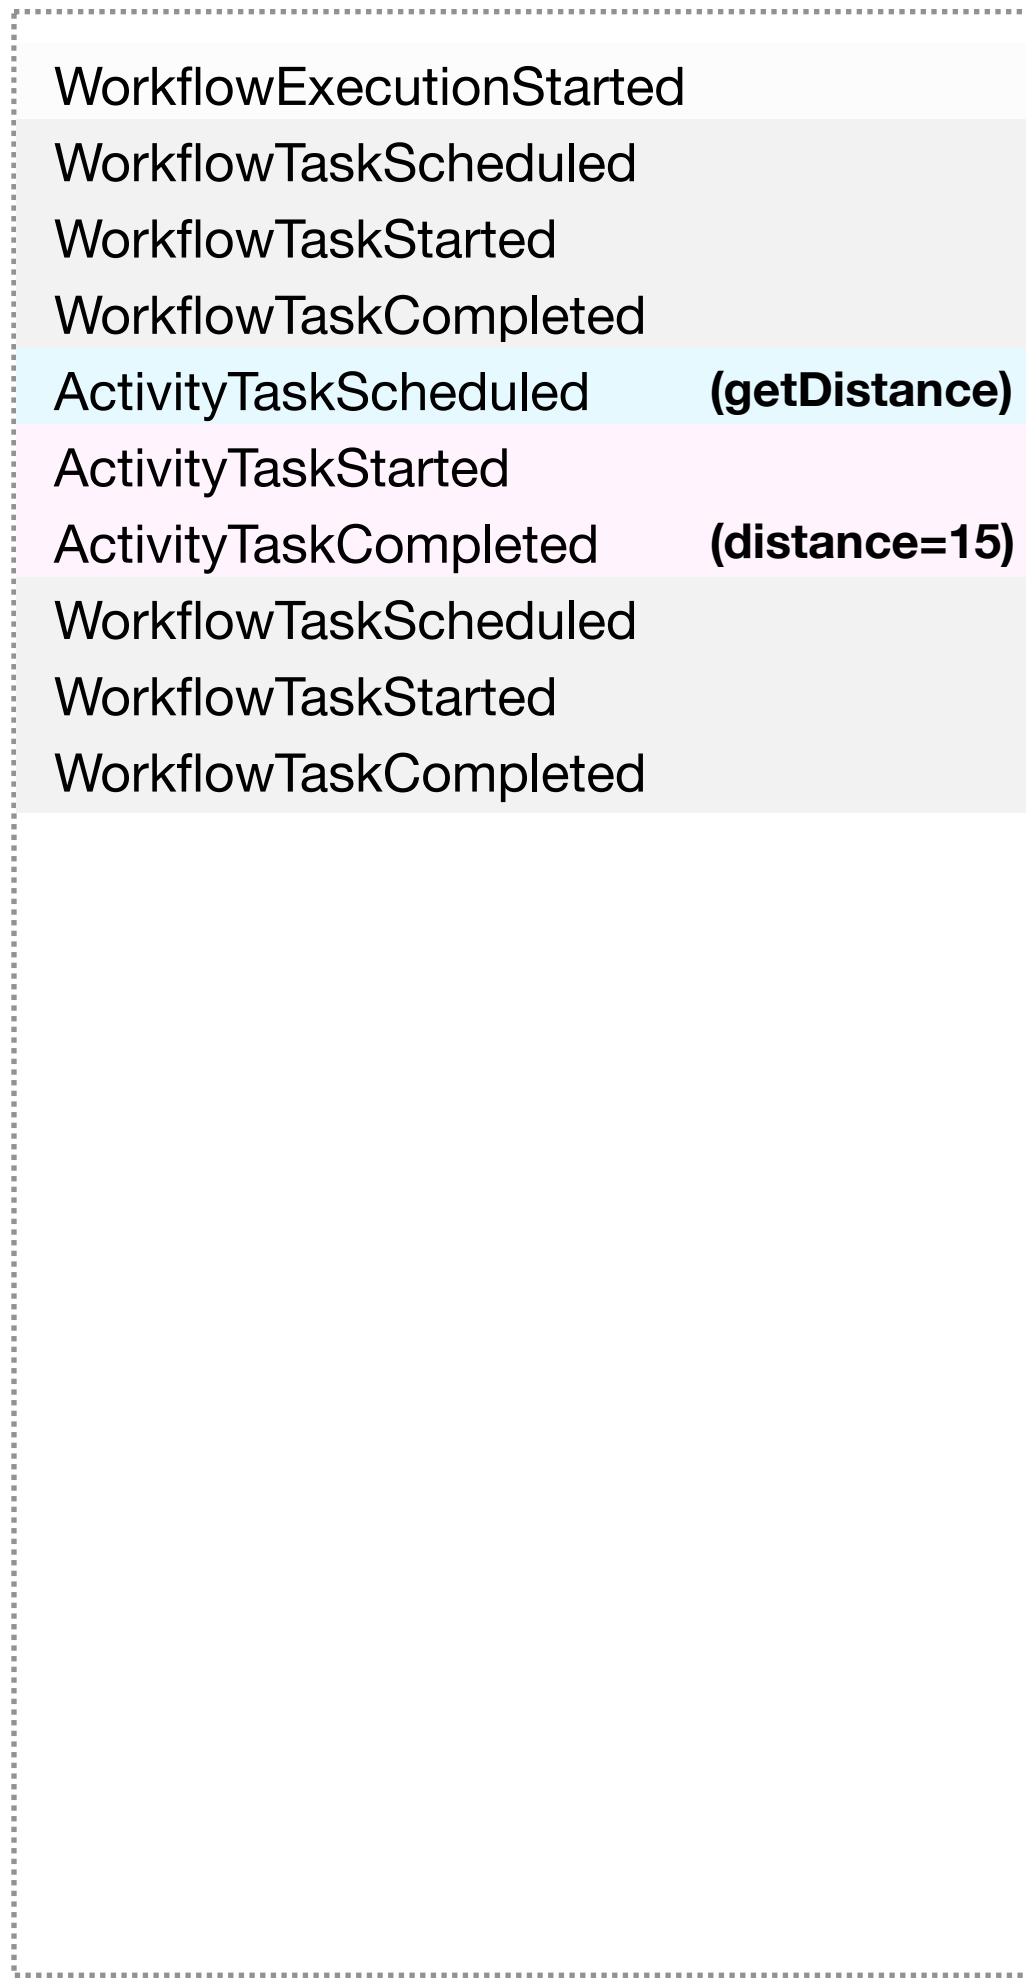 WorkflowExecutionStarted
WorkflowTaskScheduled
WorkflowTaskStarted
WorkflowTaskCompleted
ActivityTaskScheduled (getDistance)
ActivityTaskStarted
ActivityTaskCompleted (distance=15)
WorkflowTaskScheduled
WorkflowTaskStarted
WorkflowTaskCompleted